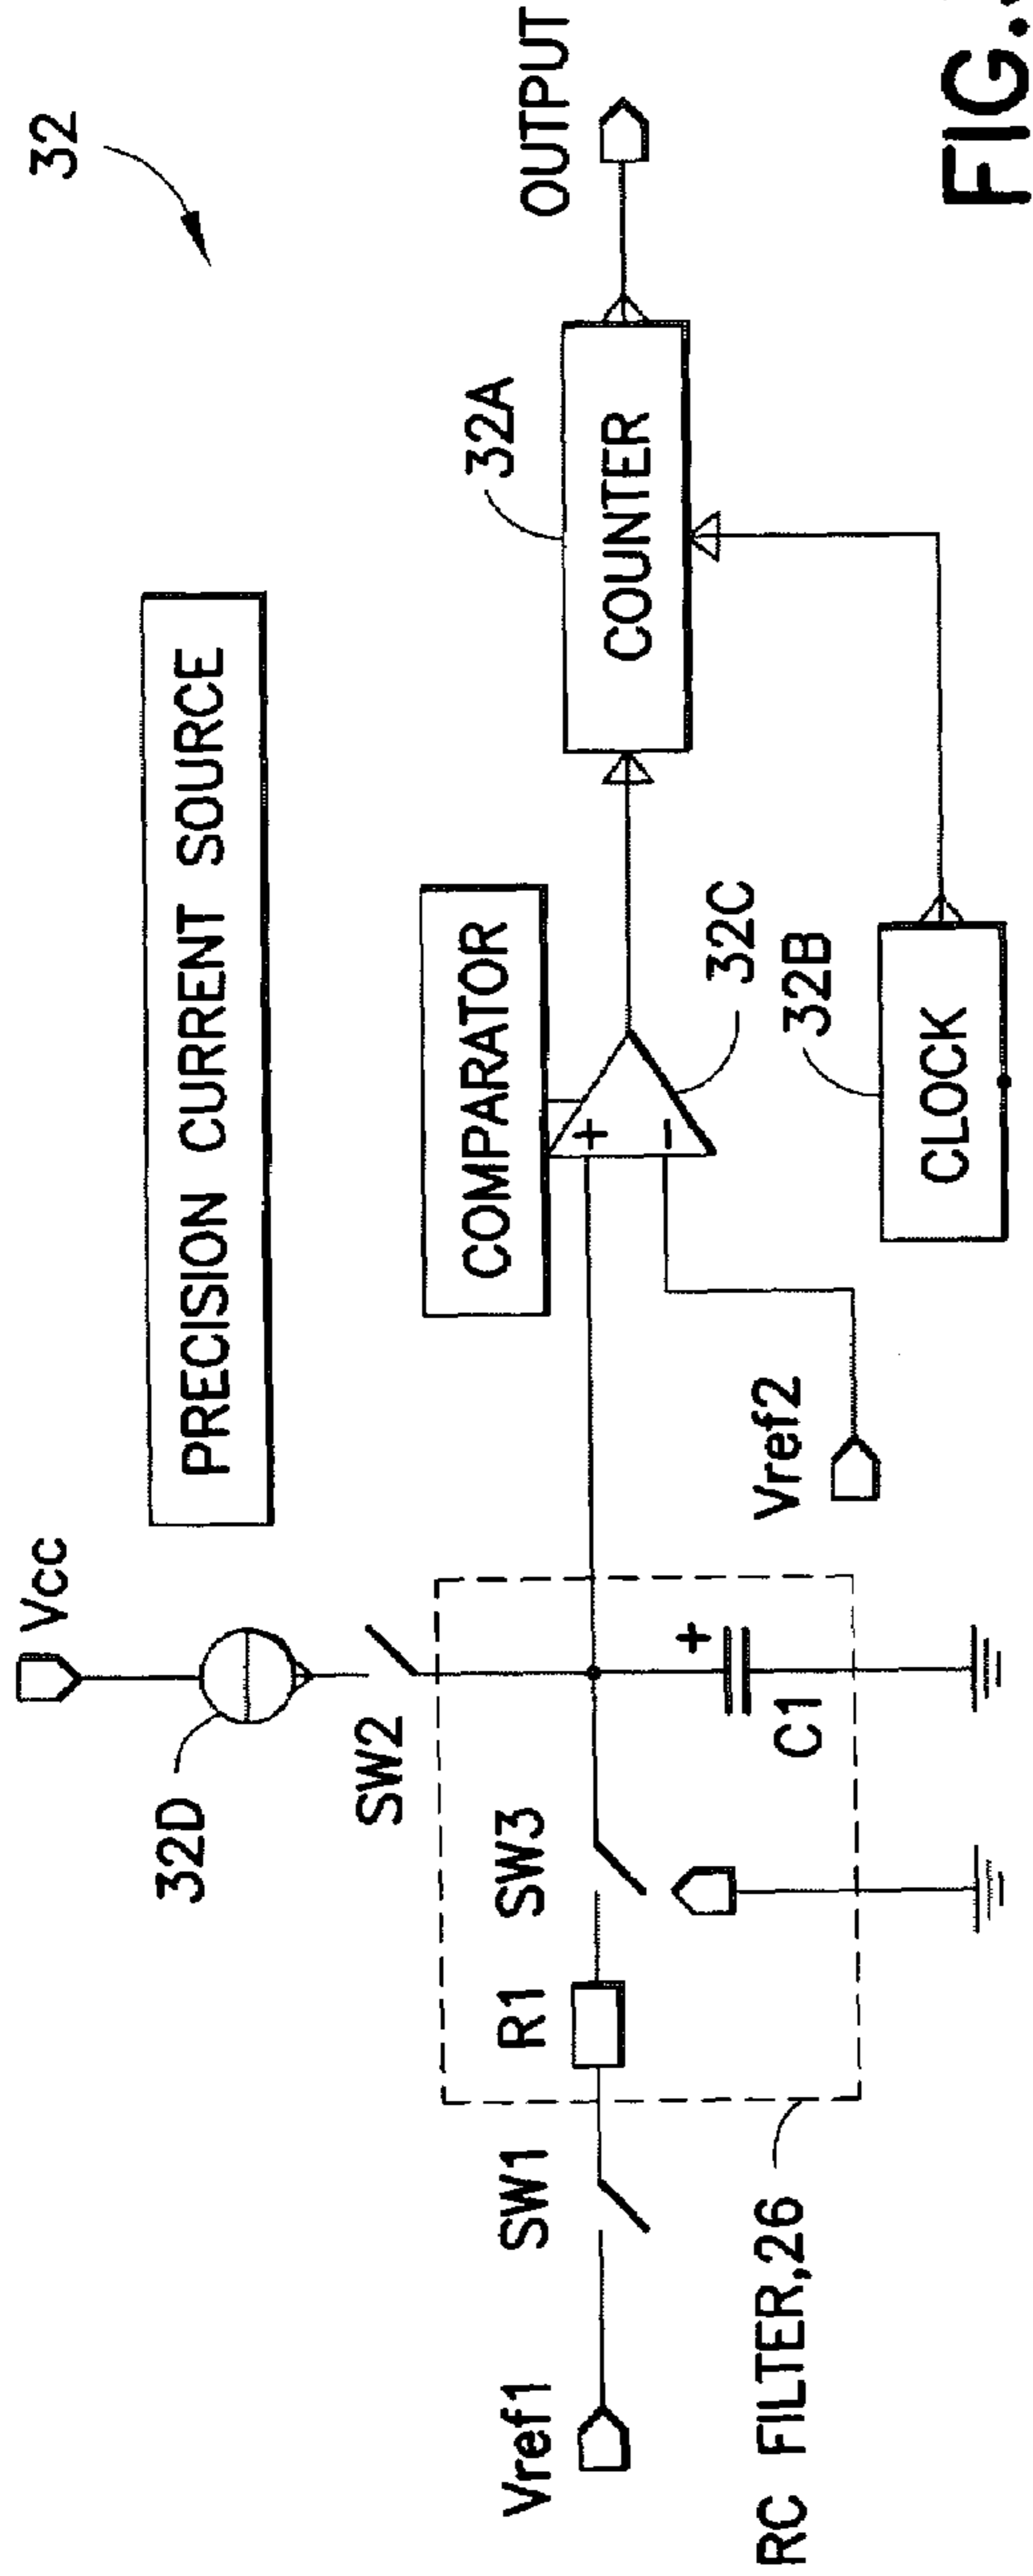 32
Vcc
PRECISION CURRENT SOURCE
32D
SW2
COMPARATOR
32A
OUTPUT
Vref1
SW1
R1
SW3
+
C1
+
−
32C
COUNTER
Vref2
32B
CLOCK
RC FILTER,26
FIG.